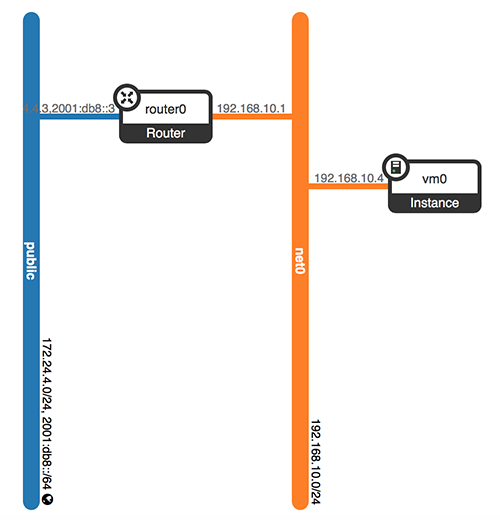 4.3,2001:db8::3
router0
Router
192.168.10.1
192.168.10.4
vm0
Instance
public
net0
172.24.4.0/24, 2001:db8::/64
192.168.10.0/24